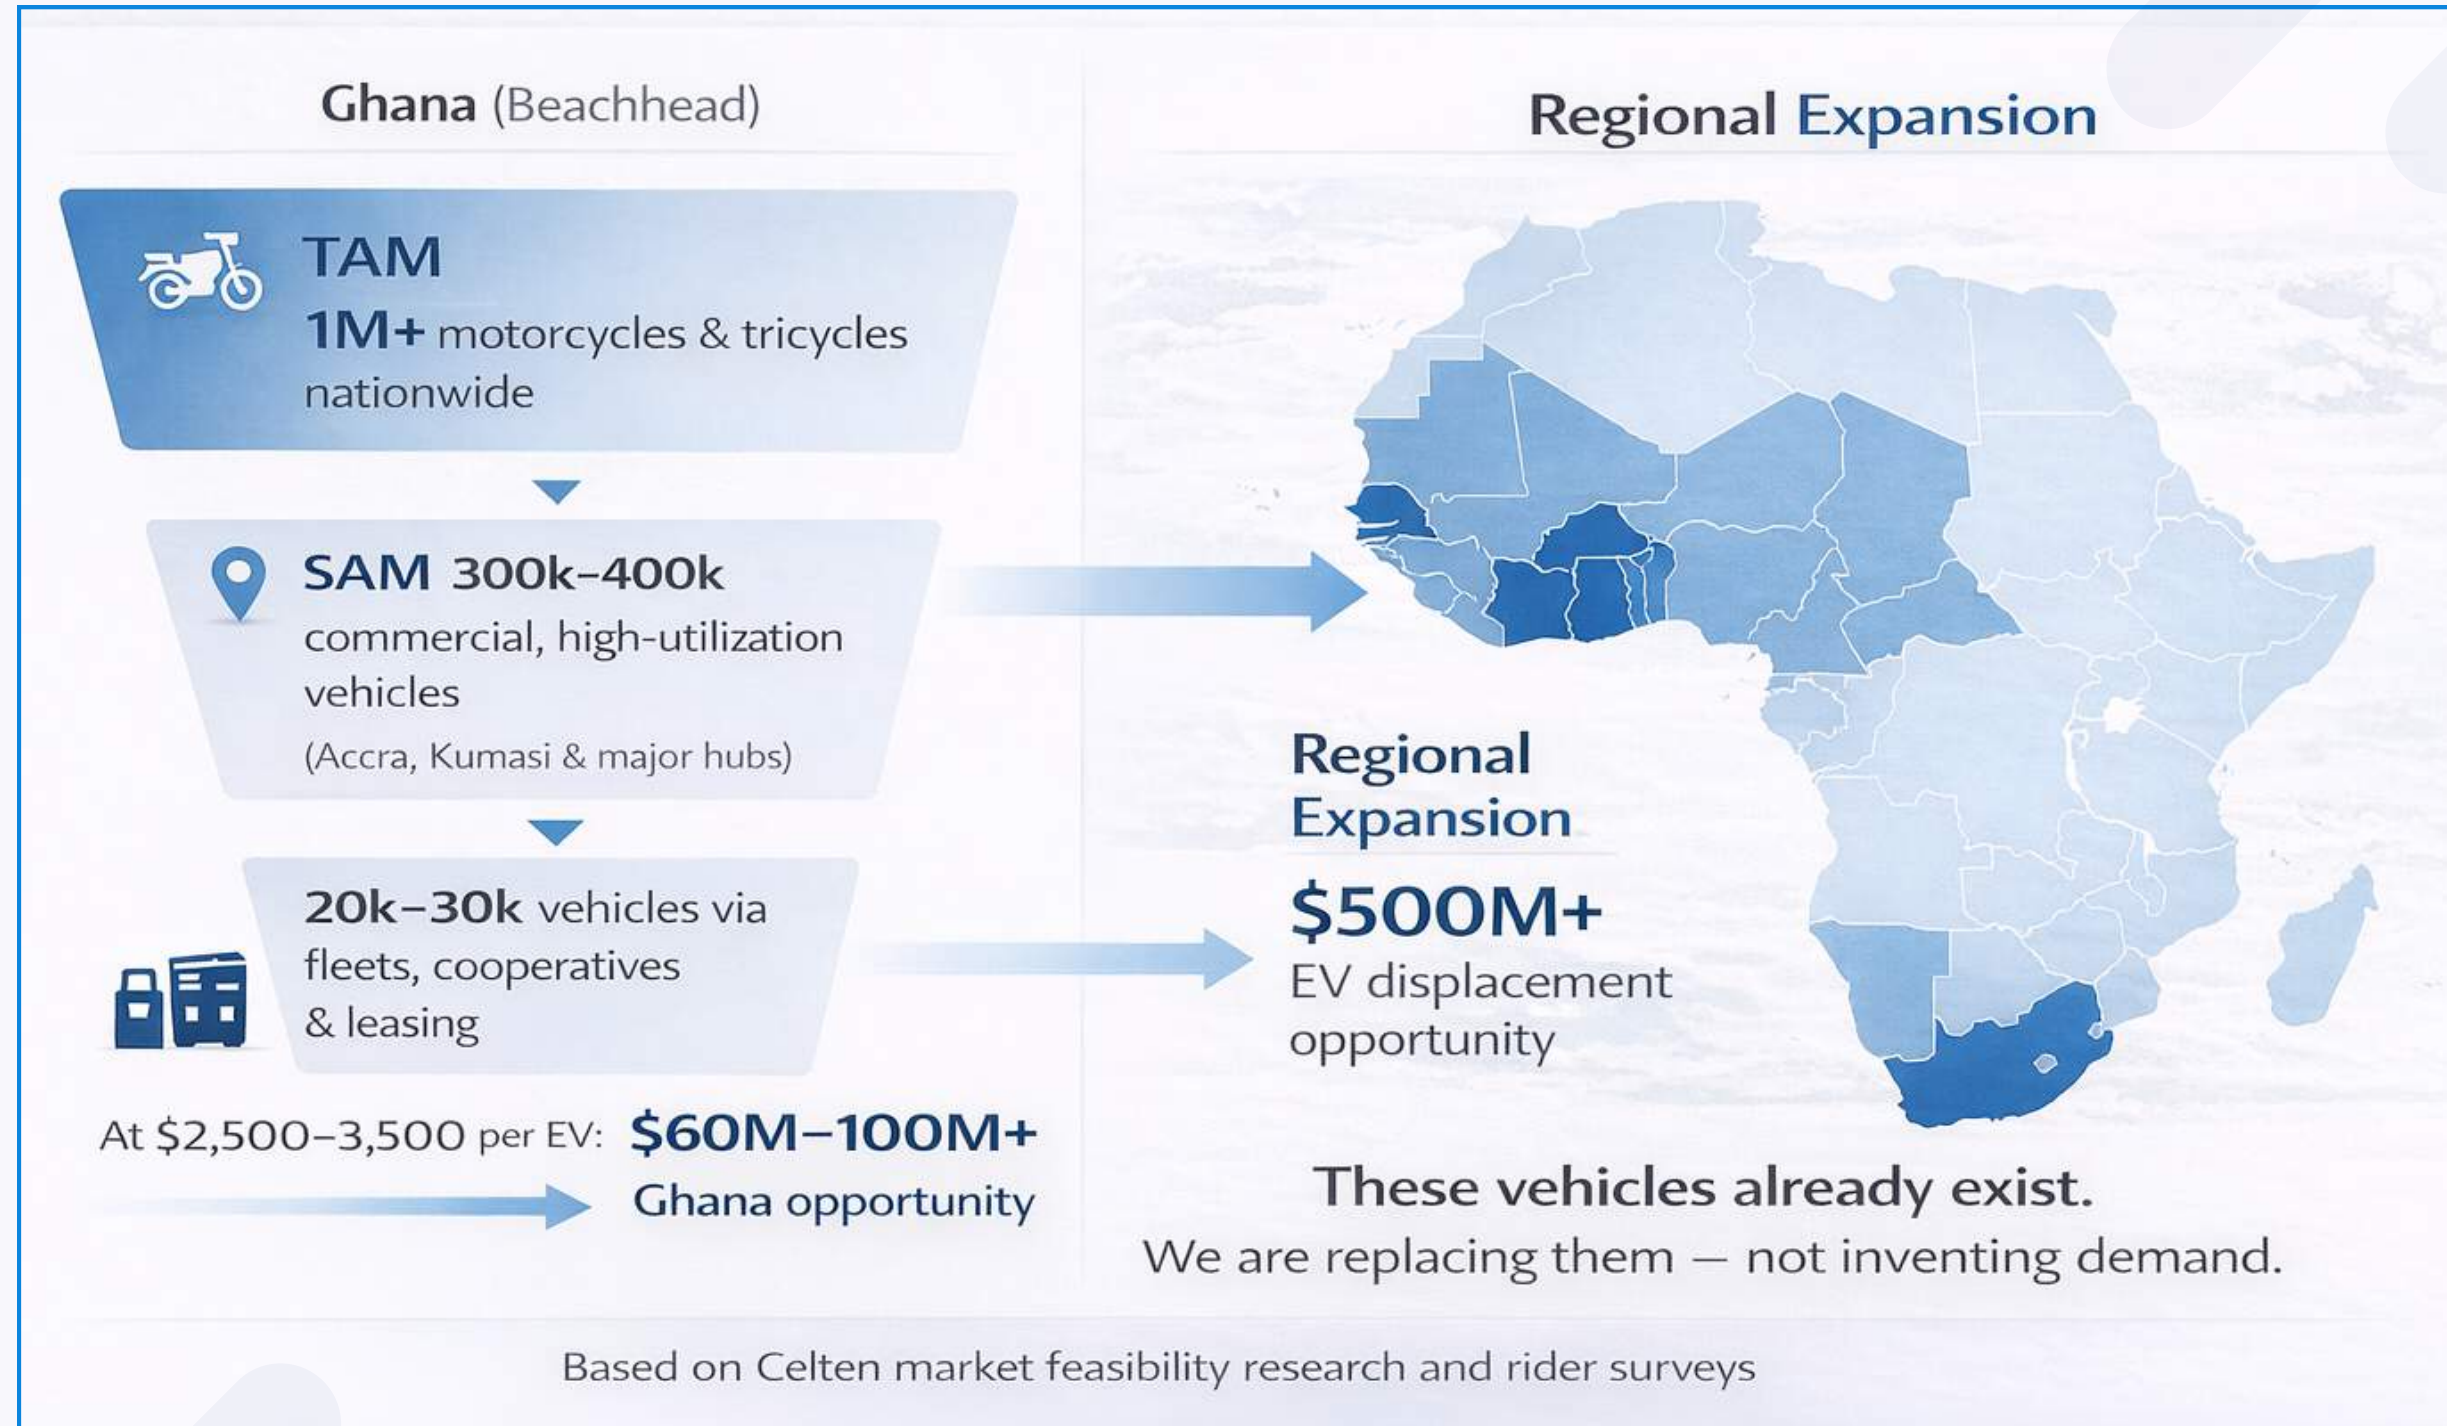 Ghana (Beachhead)
TAM
1M+ motorcycles & tricycles
nationwide
SAM 300k–400k
commercial, high-utilization
vehicles
(Accra, Kumasi & major hubs)
20k–30k vehicles via
fleets, cooperatives
& leasing
At $2,500–3,500 per EV: $60M–100M+
Ghana opportunity
Regional Expansion
Regional
Expansion
$500M+
EV displacement
opportunity
These vehicles already exist.
We are replacing them — not inventing demand.
Based on Celten market feasibility research and rider surveys